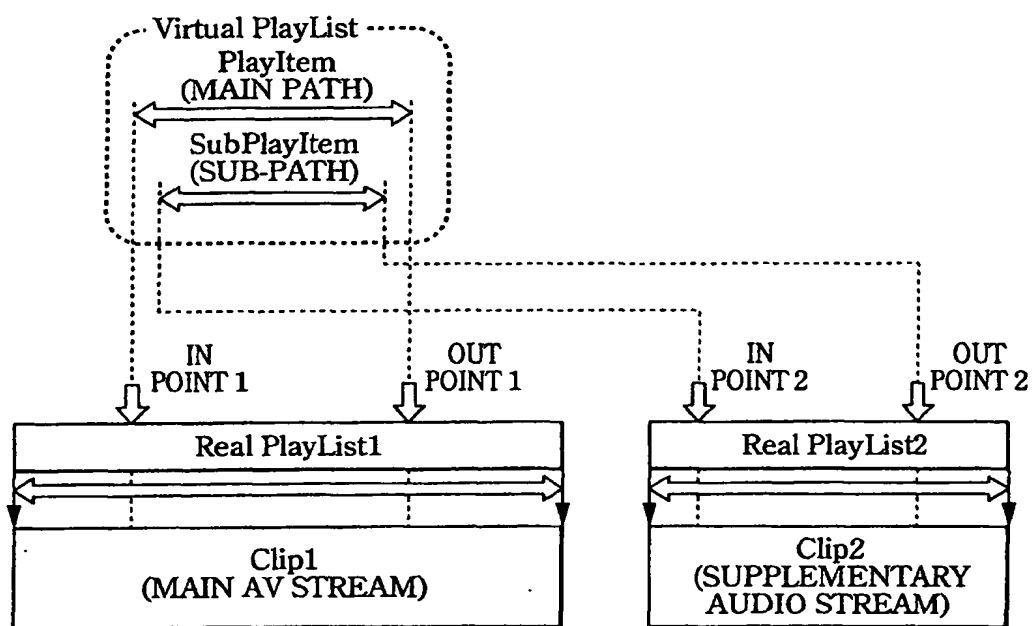 Virtual PlayList
PlayItem
(MAIN PATH)
SubPlayItem
(SUB-PATH)
IN
POINT 1
OUT
POINT 1
IN
POINT 2
OUT
POINT 2
Real PlayList1
Real PlayList2
Clip1
(MAIN AV STREAM)
Clip2
(SUPPLEMENTARY
AUDIO STREAM)